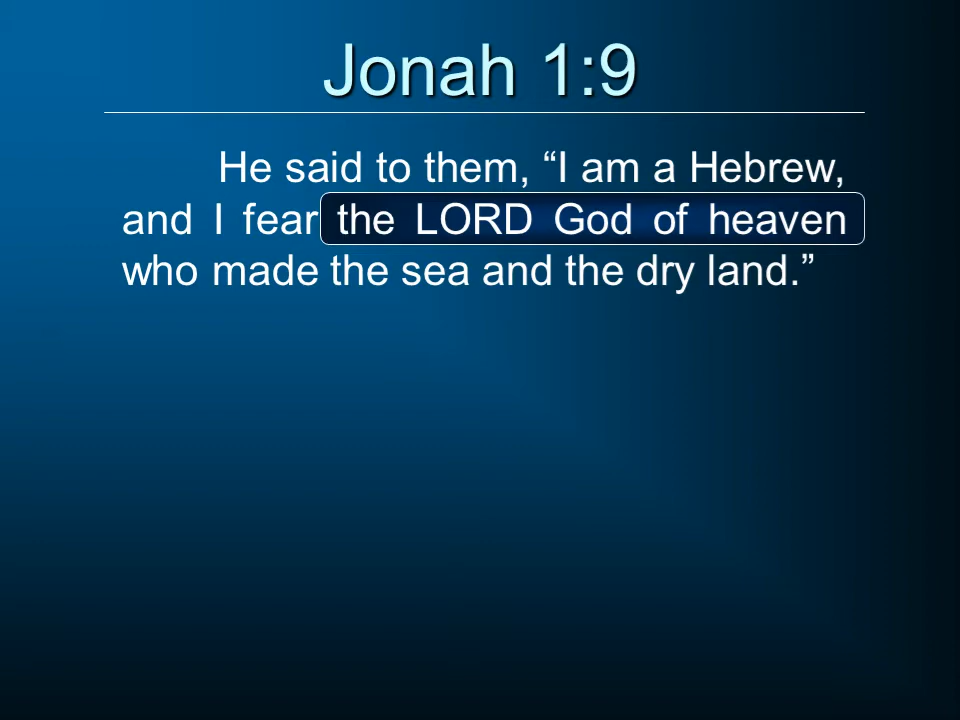 Jonah 1:9
He said to them, “I am a Hebrew,
and I fear the LORD God of heaven
who made the sea and the dry land.”